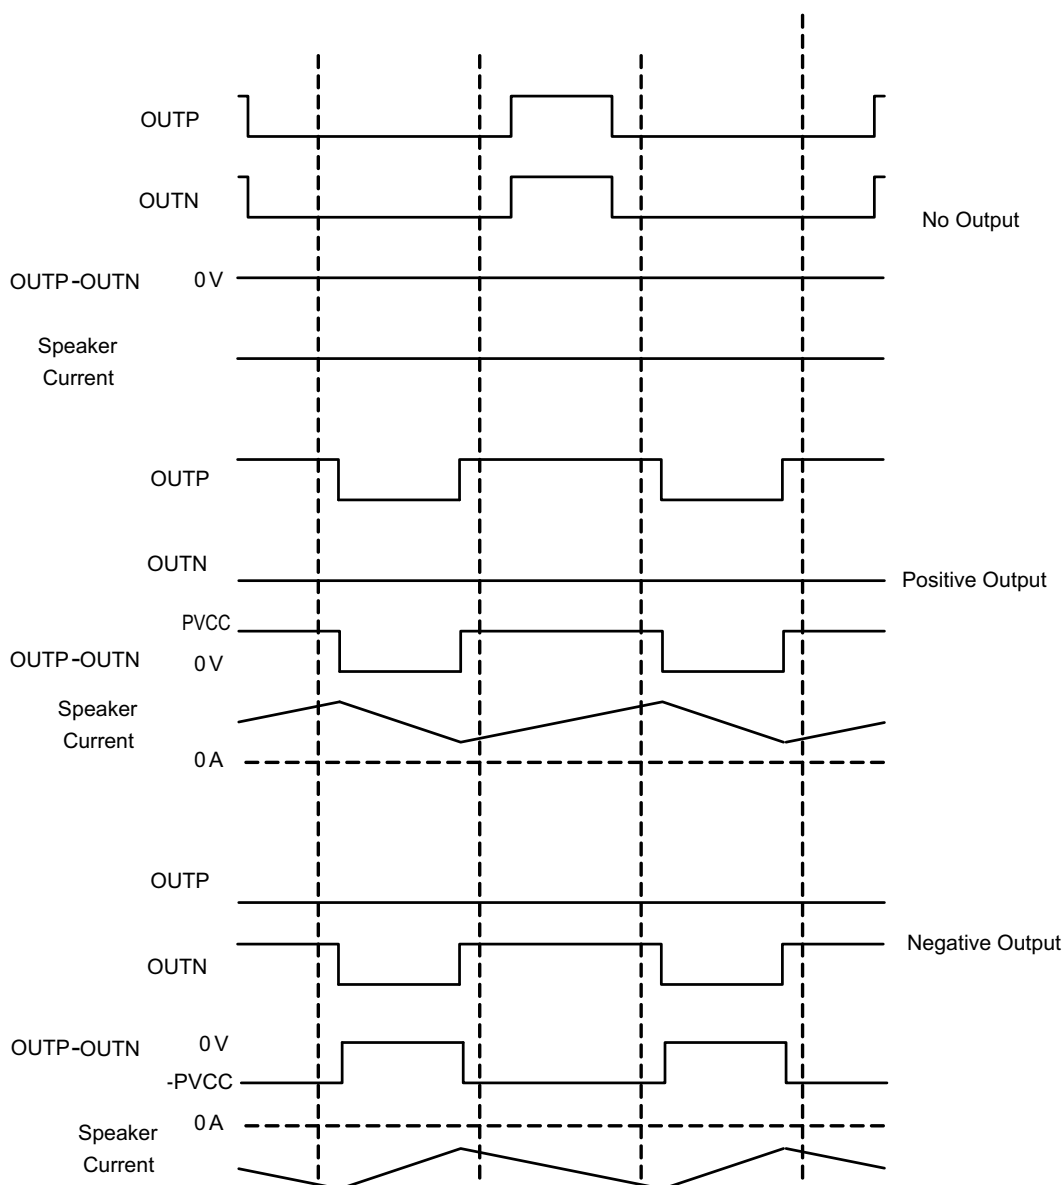 OUTP
OUTN
No Output
OUTP-OUTN 0 V
Speaker
Current
OUTP
OUTN
Positive Output
PVCC
OUTP-OUTN 0 V
Speaker
Current
0 A
OUTP
Negative Output
OUTN
OUTP-OUTN 0 V
-PVCC
0 A
Speaker
Current